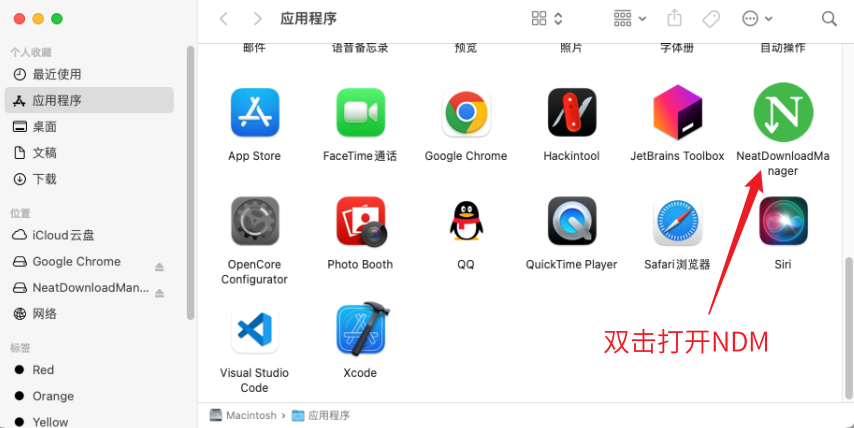 应用程序
个人收藏
最近使用
应用程序
桌面
文稿
下载
位置
iCloud云盘
Google Chrome
NeatDownloadMan...
网络
标签
Red
Orange
Yellow
邮件
语音备忘录
预览
照片
字体册
自动操作
App Store
FaceTime通话
Google Chrome
Hackintool
JetBrains Toolbox
NeatDownloadMa
nager
OpenCore
Configurator
Photo Booth
QQ
QuickTime Player
Safari浏览器
Siri
双击打开NDM
Visual Studio
Code
Xcode
Macintosh › 应用程序